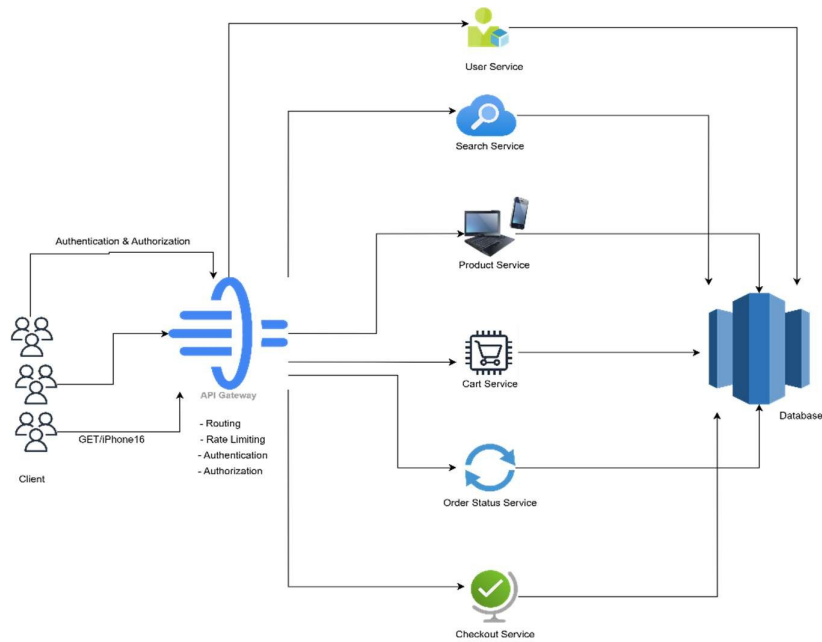 User Service
Search Service
Authentication & Authorization
Product Service
API Gateway
Cart Service
Database
- Routing
- Rate Limiting
- Authentication
- Authorization
GET/iPhone16
Client
Order Status Service
Checkout Service